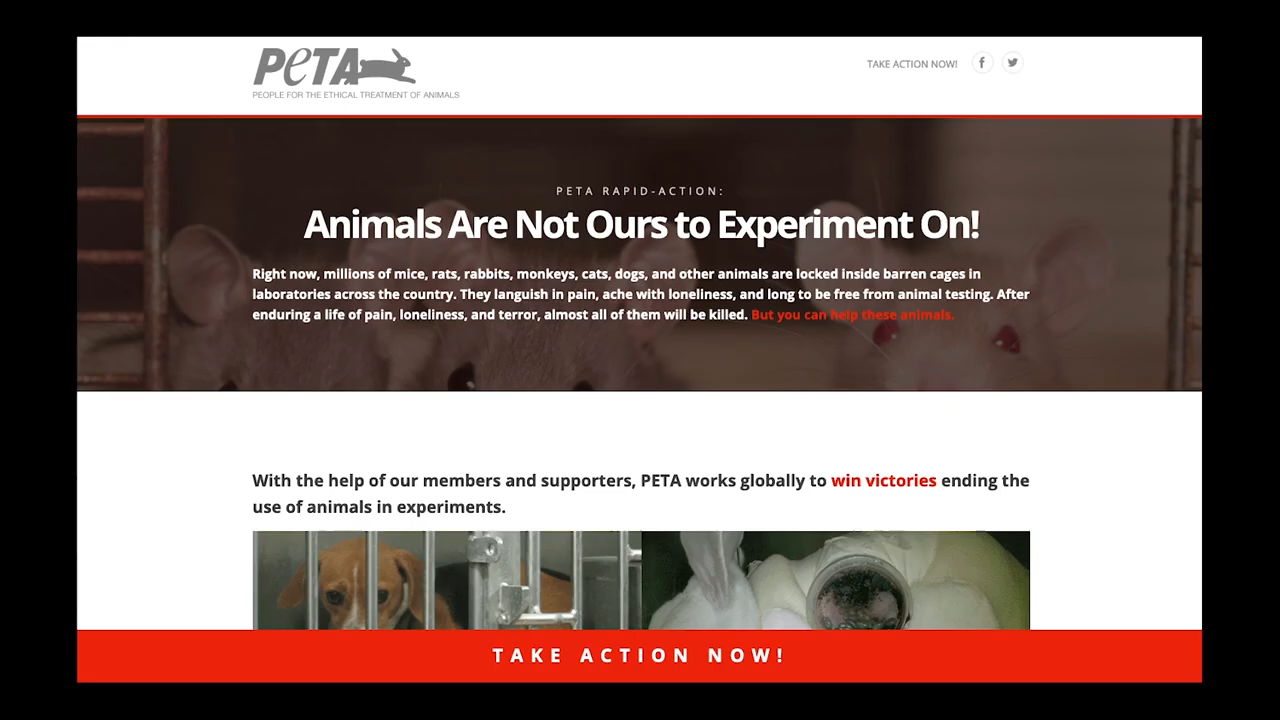 PETA
PEOPLE FOR THE ETHICAL TREATMENT OF ANIMALS
TAKE ACTION NOW!
PETA RAPID-ACTION:
Animals Are Not Ours to Experiment On!
Right now, millions of mice, rats, rabbits, monkeys, cats, dogs, and other animals are locked inside barren cages in
laboratories across the country. They languish in pain, ache with loneliness, and long to be free from animal testing. After
enduring a life of pain, loneliness, and terror, almost all of them will be killed. But you can help these animals.
With the help of our members and supporters, PETA works globally to win victories ending the
use of animals in experiments.
TAKE ACTION NOW!